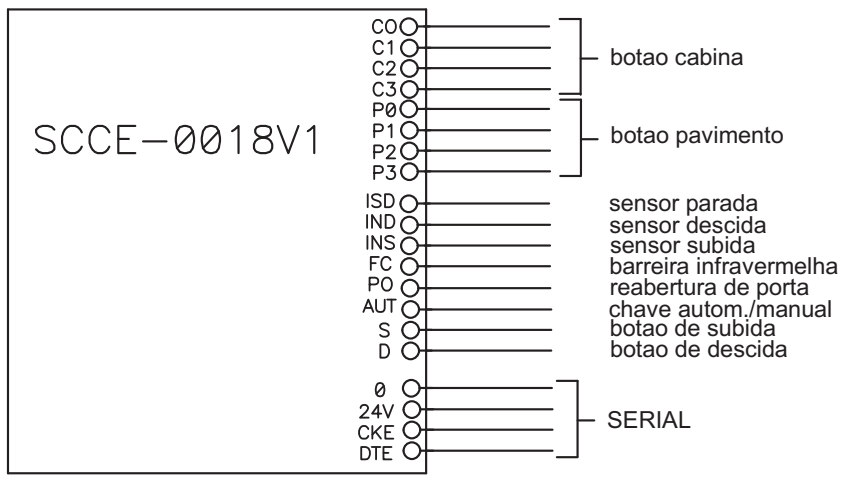 SCCE-0018V1
CO
C1
C2
C3
botao cabina
P0
P1
P2
P3
botao pavimento
ISD sensor parada
IND sensor descida
INS sensor subida
FC barreira infravermelha
PO reabertura de porta
AUT chave autom./manual
S botao de subida
D botao de descida
0
24V
CKE
DTE
SERIAL